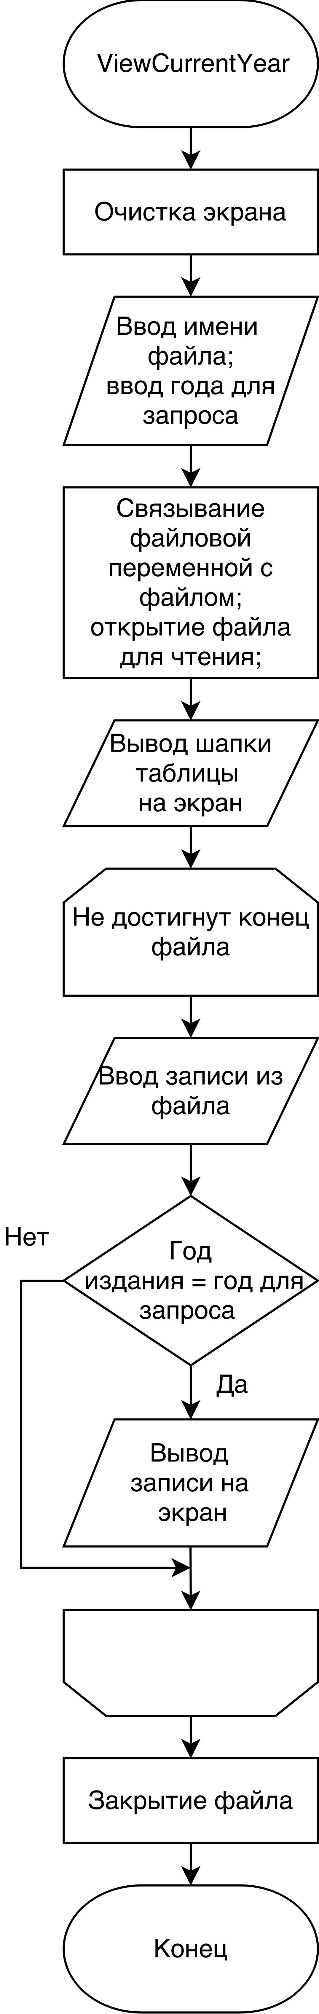 ViewCurrentYear
Очистка экрана
Ввод имени
файла;
ввод года для
запроса
Связывание
файловой
переменной с
файлом;
открытие файла
для чтения;
Вывод шапки
таблицы
на экран
Не достигнут конец
файла
Ввод записи из
файла
Нет
Год
издания = год для
запроса
Да
Вывод
записи на
экран
Закрытие файла
Конец